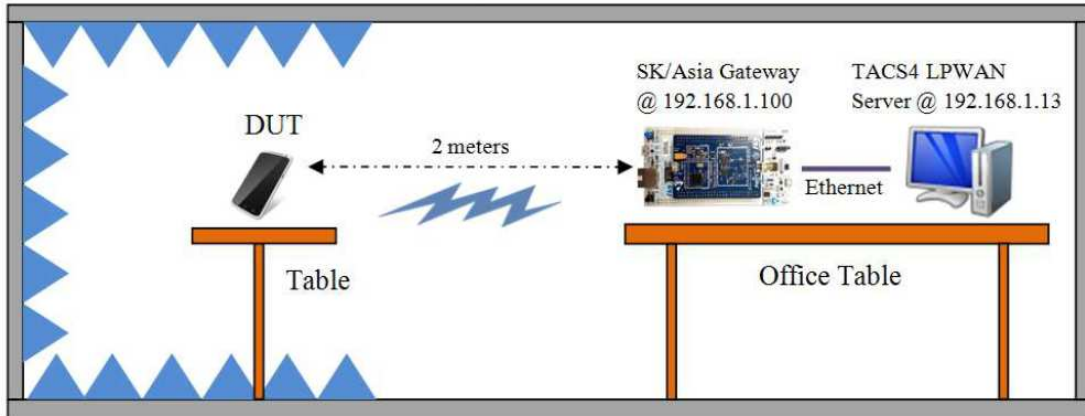 SK/Asia Gateway
@ 192.168.1.100
TACS4 LPWAN
Server @ 192.168.1.13
DUT
2 meters
Ethernet
Table
Office Table